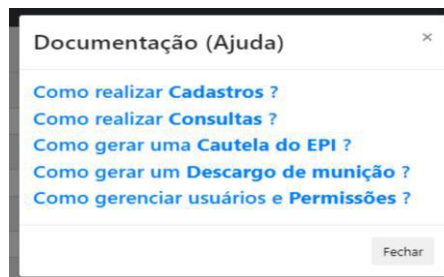 Documentação (Ajuda)
×
Como realizar Cadastros ?
Como realizar Consultas ?
Como gerar uma Cautela do EPI ?
Como gerar um Descargo de munição ?
Como gerenciar usuários e Permissões ?
Fechar